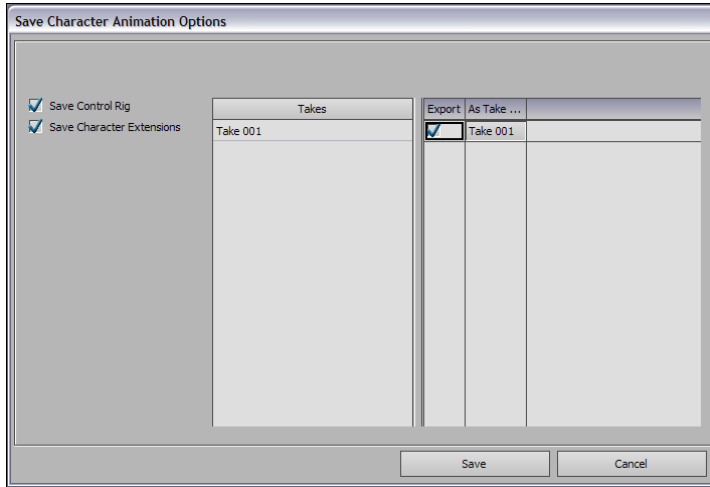 Save Character Animation Options
Save Control Rig
Save Character Extensions
Takes
Export As Take ...
Take 001
Take 001
Save
Cancel